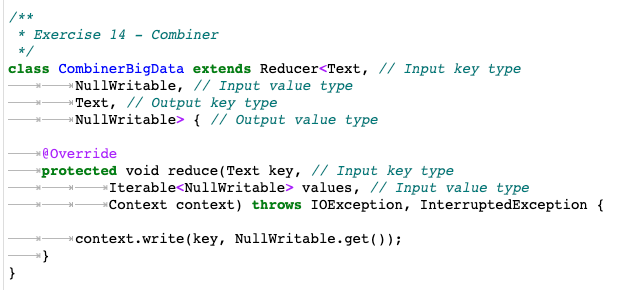 /**
 * Exercise 14 - Combiner
 */
class CombinerBigData extends Reducer<Text, // Input key type
NullWritable, // Input value type
Text, // Output key type
NullWritable> { // Output value type
@Override
protected void reduce(Text key, // Input key type
Iterable<NullWritable> values, // Input value type
Context context) throws IOException, InterruptedException {
context.write(key, NullWritable.get());
}
}